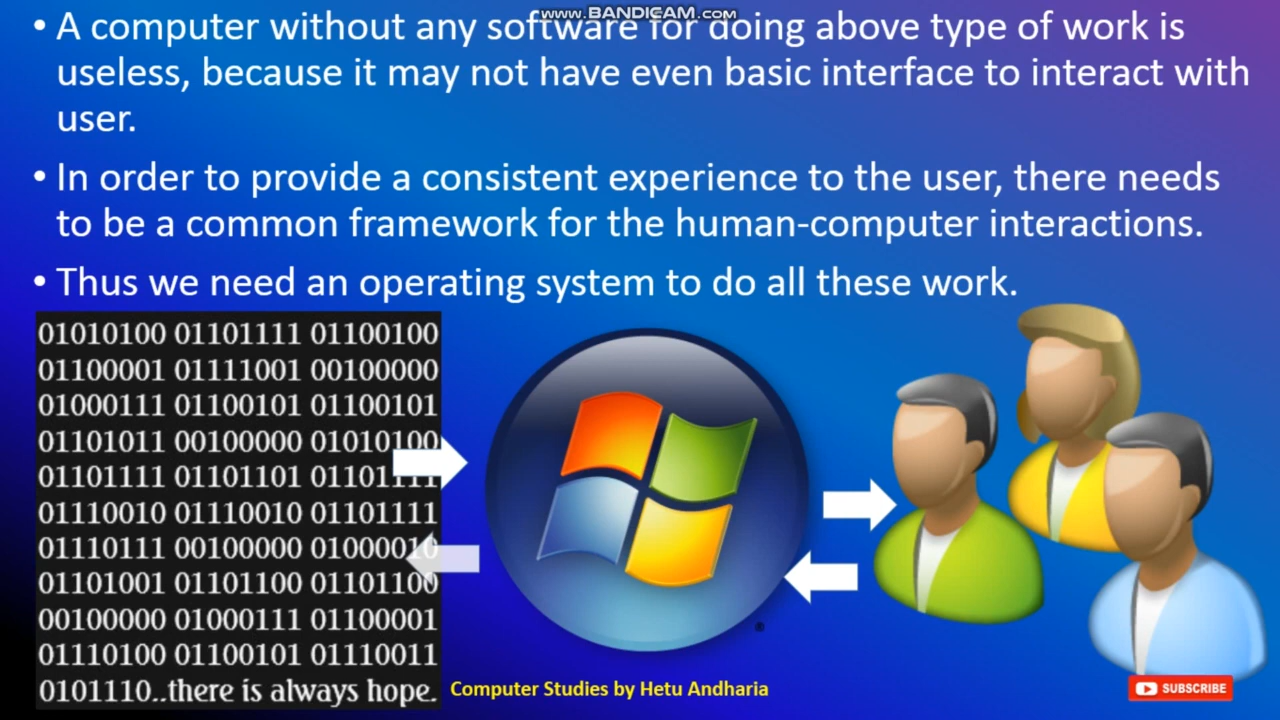 www.BANDICAM.com
• A computer without any software for doing above type of work is
useless, because it may not have even basic interface to interact with
user.
• In order to provide a consistent experience to the user, there needs
to be a common framework for the human-computer interactions.
• Thus we need an operating system to do all these work.
01010100 01101111 01100100
01100001 01111001 00100000
01000111 01100101 01100101
01101011 00100000 01010100
01101111 01101101 01101111
01110010 01110010 01101111
01110111 00100000 01000010
01101001 01101100 01101100
00100000 01000111 01100001
01110100 01100101 01110011
0101110..there is always hope.
Computer Studies by Hetu Andharia
SUBSCRIBE